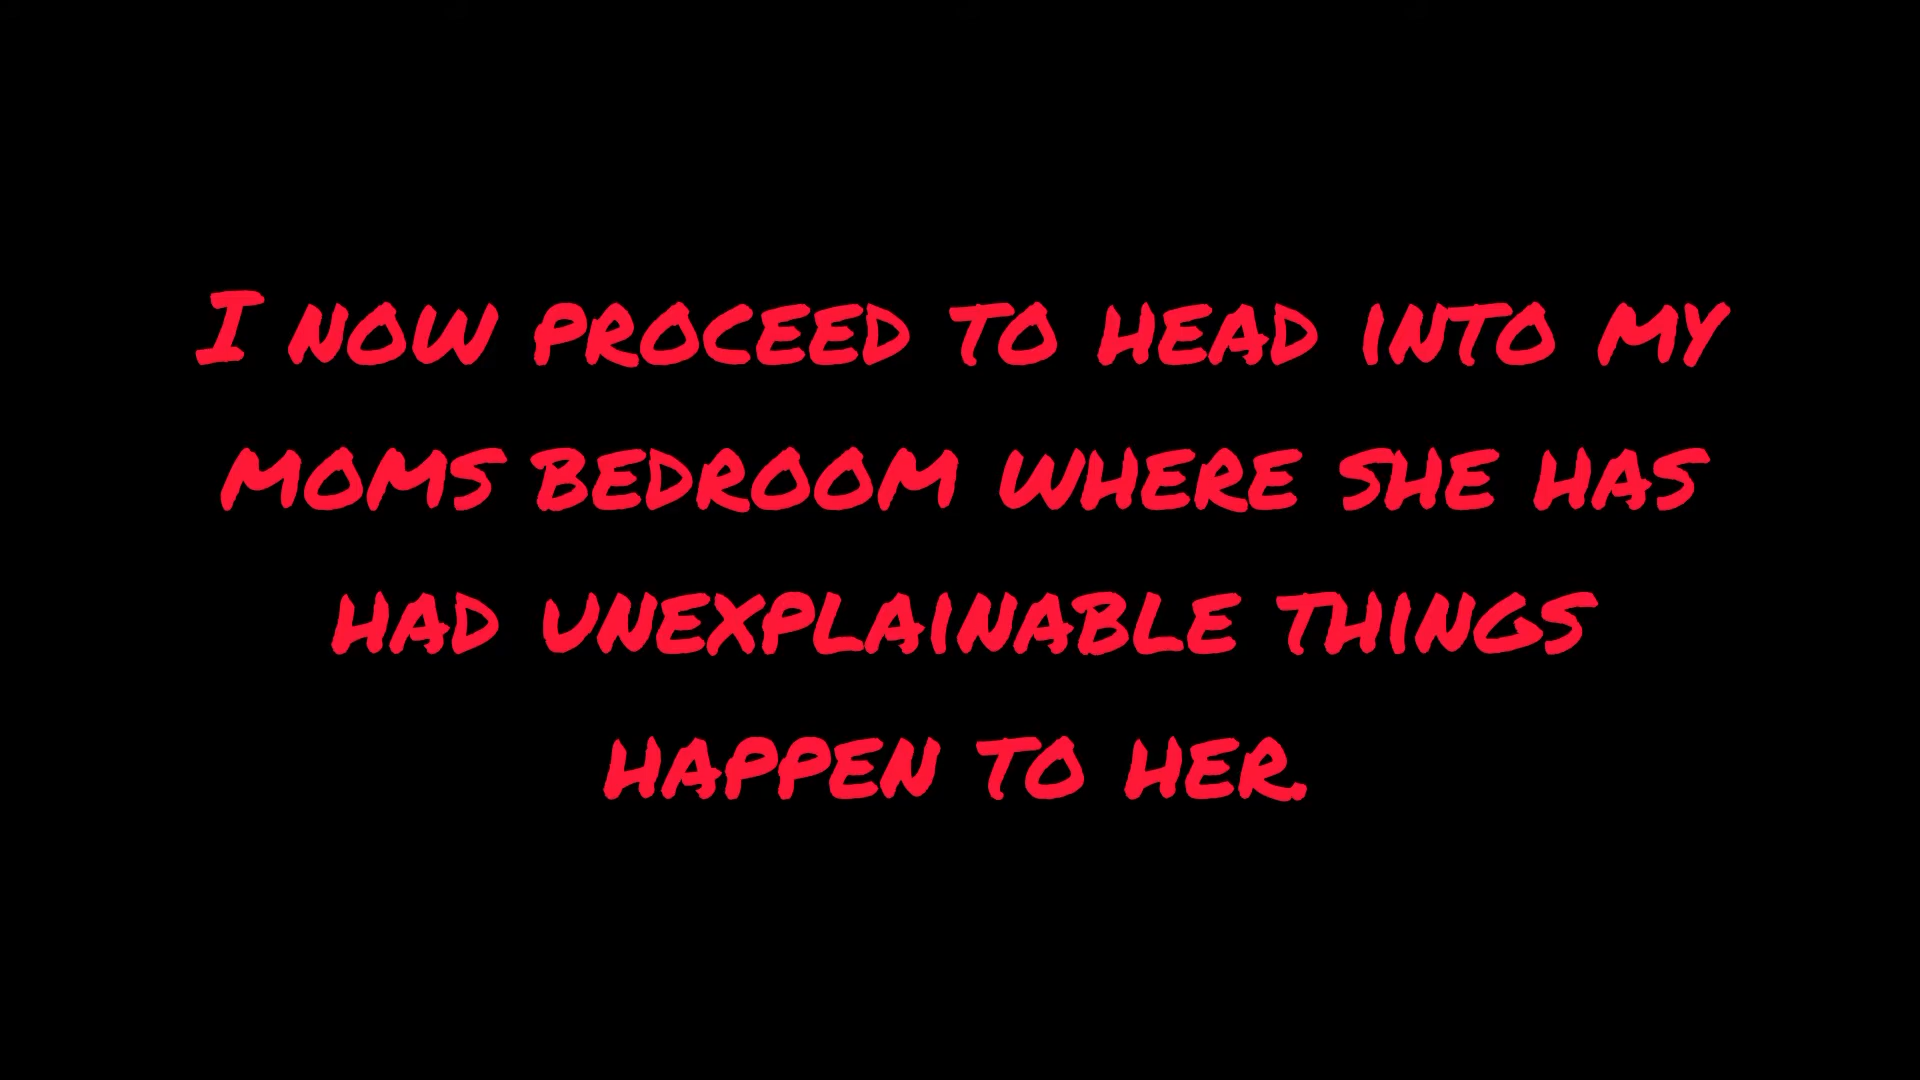 I now proceed to head into my
moms bedroom where she has
had unexplainable things
happen to her.